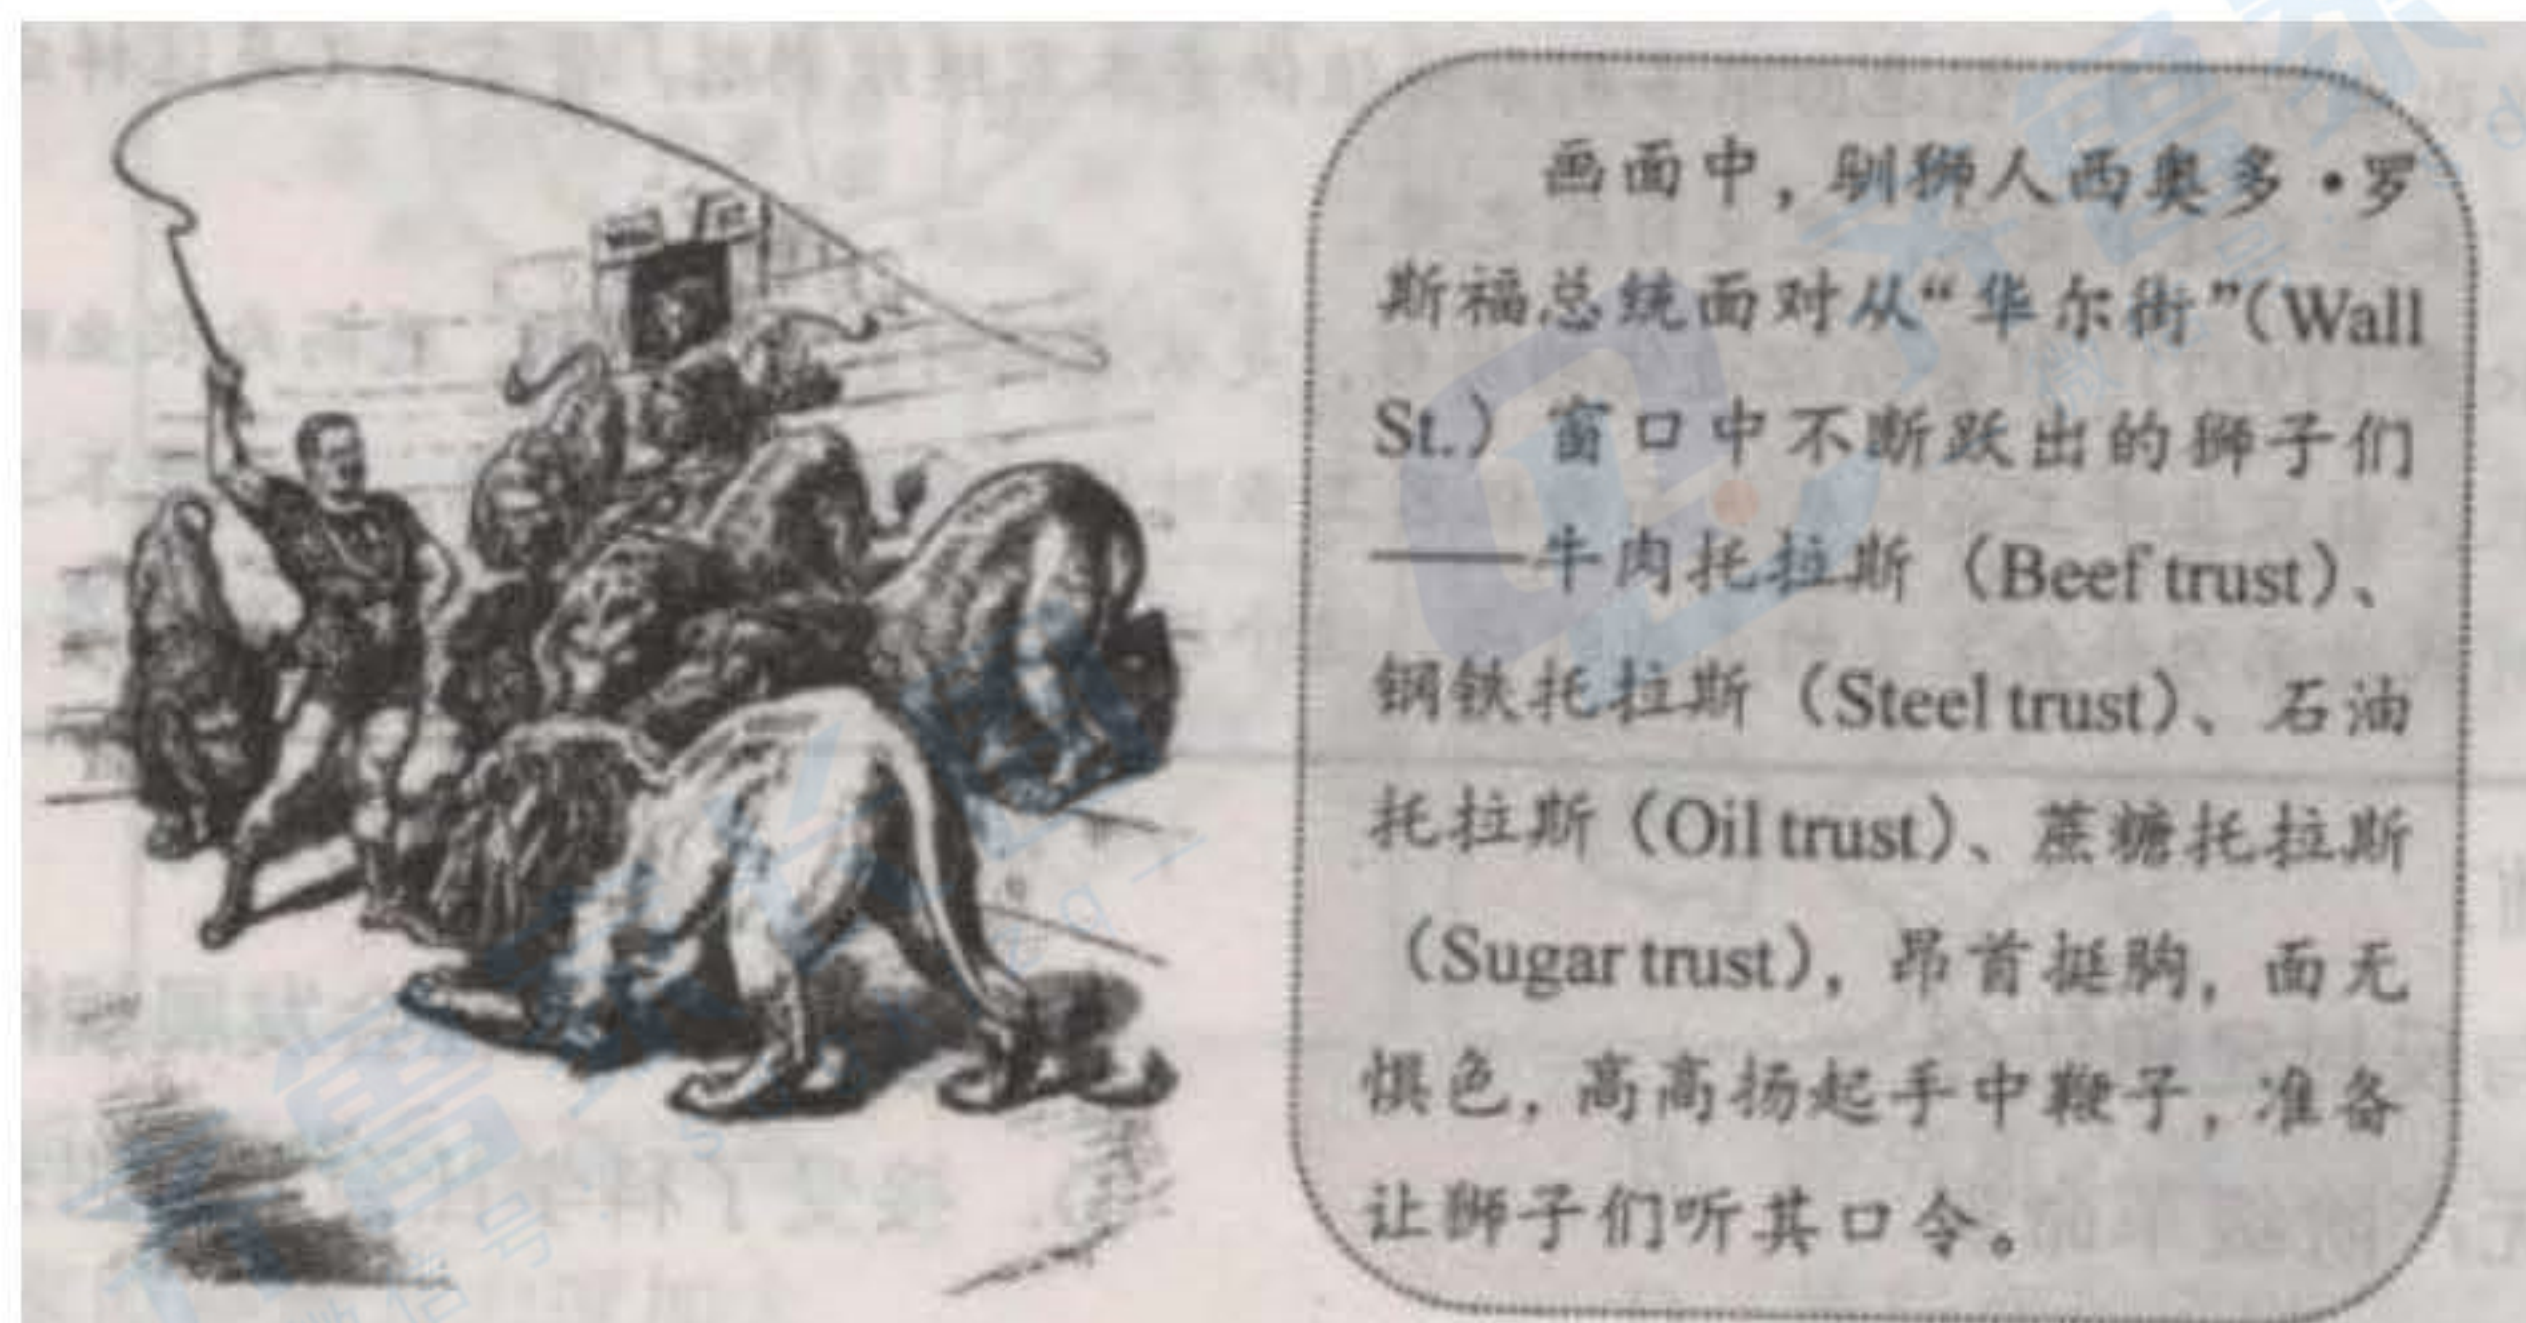 画面中，驯狮人西奥多·罗
斯福总统面对从“华尔街”（Wall
St.）窗口中不断跃出的狮子们
——牛肉托拉斯（Beef trust）、
钢铁托拉斯（Steel trust）、石油
托拉斯（Oil trust）、蔗糖托拉斯
（Sugar trust），昂首挺胸，面无
惧色，高高扬起手中鞭子，准备
让狮子们听其口令。